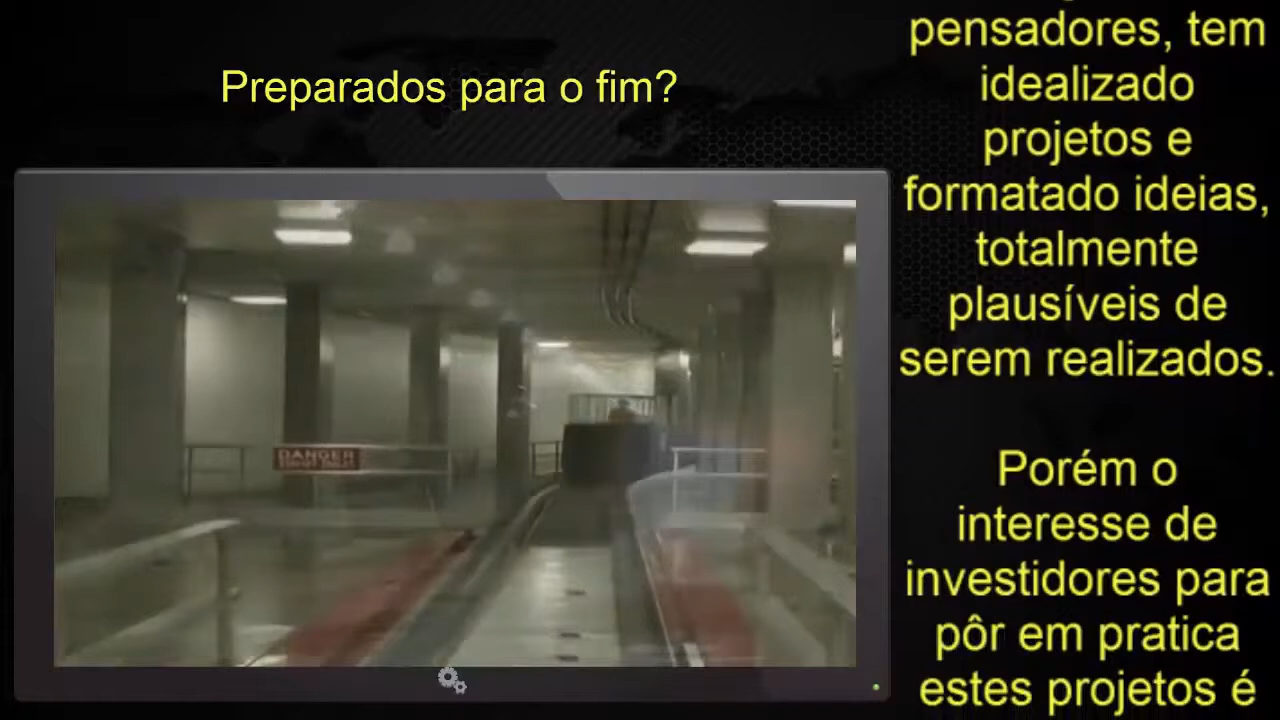 Preparados para o fim?
pensadores, tem
idealizado
projetos e
formatado ideias,
totalmente
plausíveis de
serem realizados.
Porém o
interesse de
investidores para
pôr em pratica
estes projetos é
DANGER